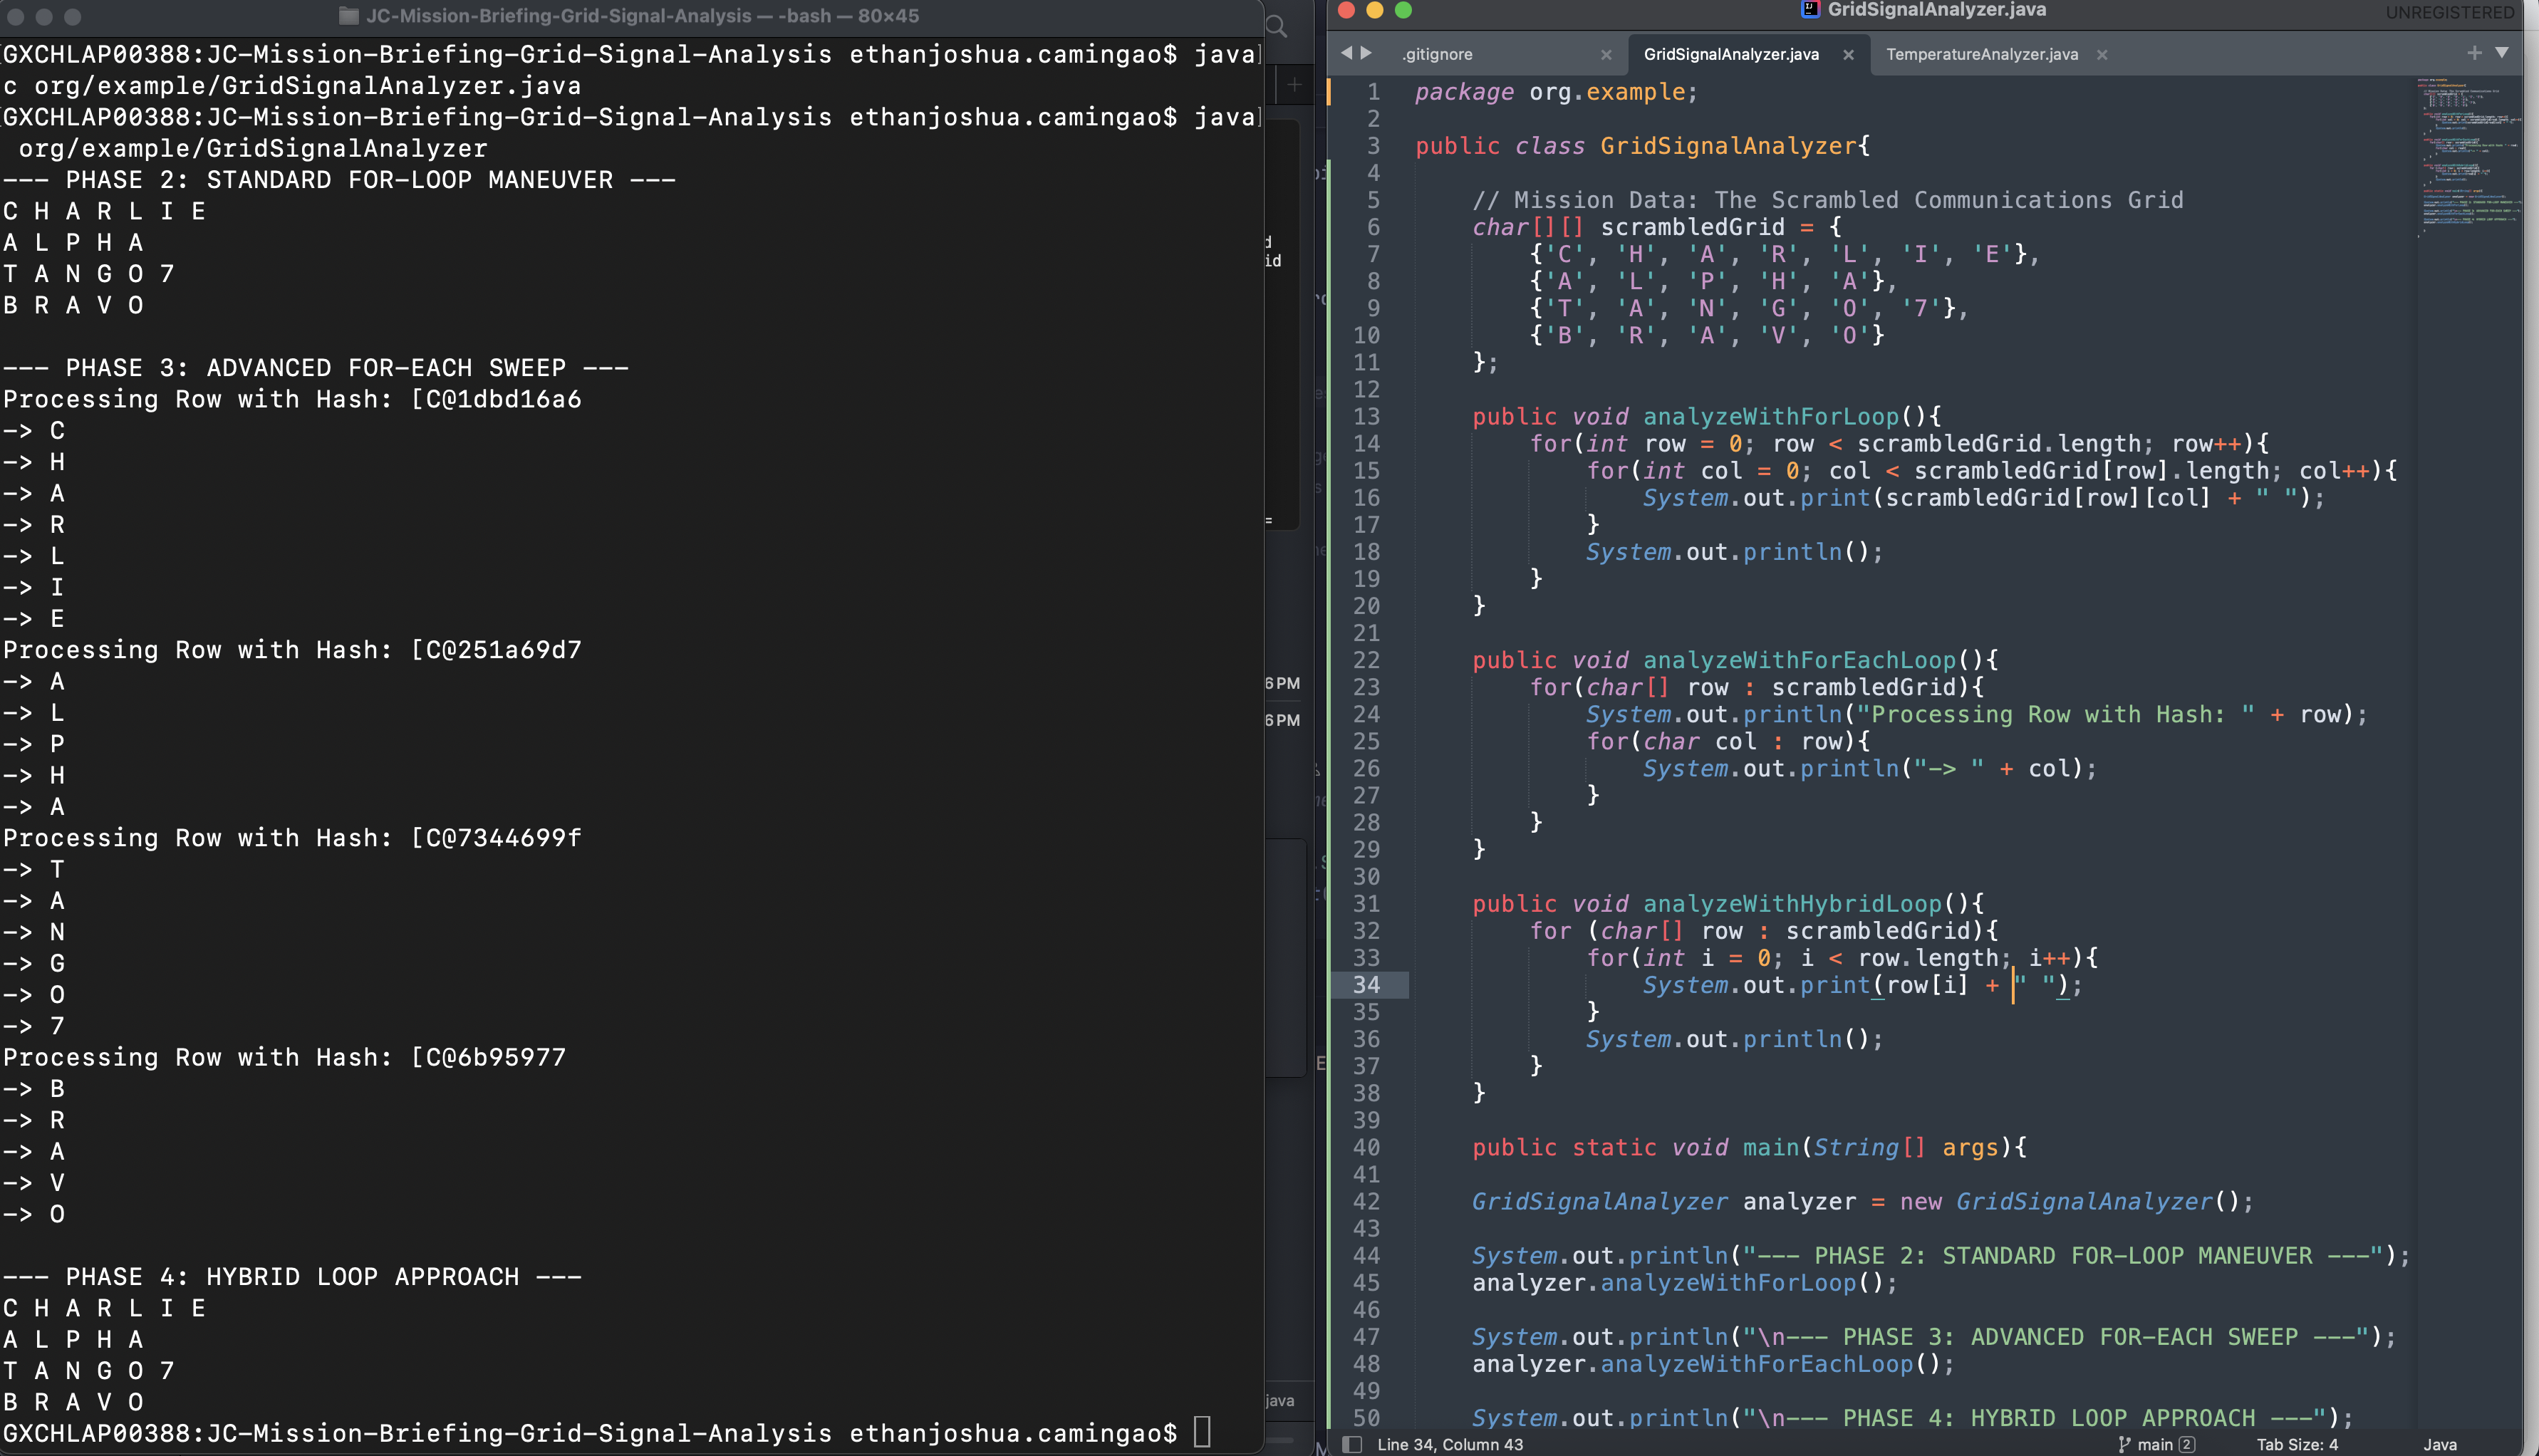 JC-Mission-Briefing-Grid-Signal-Analysis — -bash — 80×45
GXCHLAP00388:JC-Mission-Briefing-Grid-Signal-Analysis ethanjoshua.camingao$ java
c org/example/GridSignalAnalyzer.java
GXCHLAP00388:JC-Mission-Briefing-Grid-Signal-Analysis ethanjoshua.camingao$ java
 org/example/GridSignalAnalyzer
--- PHASE 2: STANDARD FOR-LOOP MANEUVER ---
C H A R L I E
A L P H A
T A N G O 7
B R A V O
--- PHASE 3: ADVANCED FOR-EACH SWEEP ---
Processing Row with Hash: [C@1dbd16a6
-> C
-> H
-> A
-> R
-> L
-> I
-> E
Processing Row with Hash: [C@251a69d7
-> A
-> L
-> P
-> H
-> A
Processing Row with Hash: [C@7344699f
-> T
-> A
-> N
-> G
-> O
-> 7
Processing Row with Hash: [C@6b95977
-> B
-> R
-> A
-> V
-> O
--- PHASE 4: HYBRID LOOP APPROACH ---
C H A R L I E
A L P H A
T A N G O 7
B R A V O
GXCHLAP00388:JC-Mission-Briefing-Grid-Signal-Analysis ethanjoshua.camingao$
6 PM
6 PM
java
GridSignalAnalyzer.java
UNREGISTERED
.gitignore
GridSignalAnalyzer.java
TemperatureAnalyzer.java
1 package org.example;
2
3 public class GridSignalAnalyzer{
4
5     // Mission Data: The Scrambled Communications Grid
6     char[][] scrambledGrid = {
7         {'C', 'H', 'A', 'R', 'L', 'I', 'E'},
8         {'A', 'L', 'P', 'H', 'A'},
9         {'T', 'A', 'N', 'G', 'O', '7'},
10         {'B', 'R', 'A', 'V', 'O'}
11     };
12
13     public void analyzeWithForLoop(){
14         for(int row = 0; row < scrambledGrid.length; row++){
15             for(int col = 0; col < scrambledGrid[row].length; col++){
16                 System.out.print(scrambledGrid[row][col] + " ");
17             }
18             System.out.println();
19         }
20     }
21
22     public void analyzeWithForEachLoop(){
23         for(char[] row : scrambledGrid){
24             System.out.println("Processing Row with Hash: " + row);
25             for(char col : row){
26                 System.out.println("-> " + col);
27             }
28         }
29     }
30
31     public void analyzeWithHybridLoop(){
32         for (char[] row : scrambledGrid){
33             for(int i = 0; i < row.length; i++){
34                 System.out.print(row[i] + " ");
35             }
36             System.out.println();
37         }
38     }
39
40     public static void main(String[] args){
41
42     GridSignalAnalyzer analyzer = new GridSignalAnalyzer();
43
44     System.out.println("--- PHASE 2: STANDARD FOR-LOOP MANEUVER ---");
45     analyzer.analyzeWithForLoop();
46
47     System.out.println("\n--- PHASE 3: ADVANCED FOR-EACH SWEEP ---");
48     analyzer.analyzeWithForEachLoop();
49
50     System.out.println("\n--- PHASE 4: HYBRID LOOP APPROACH ---");
Line 34, Column 43
main 2
Tab Size: 4
Java